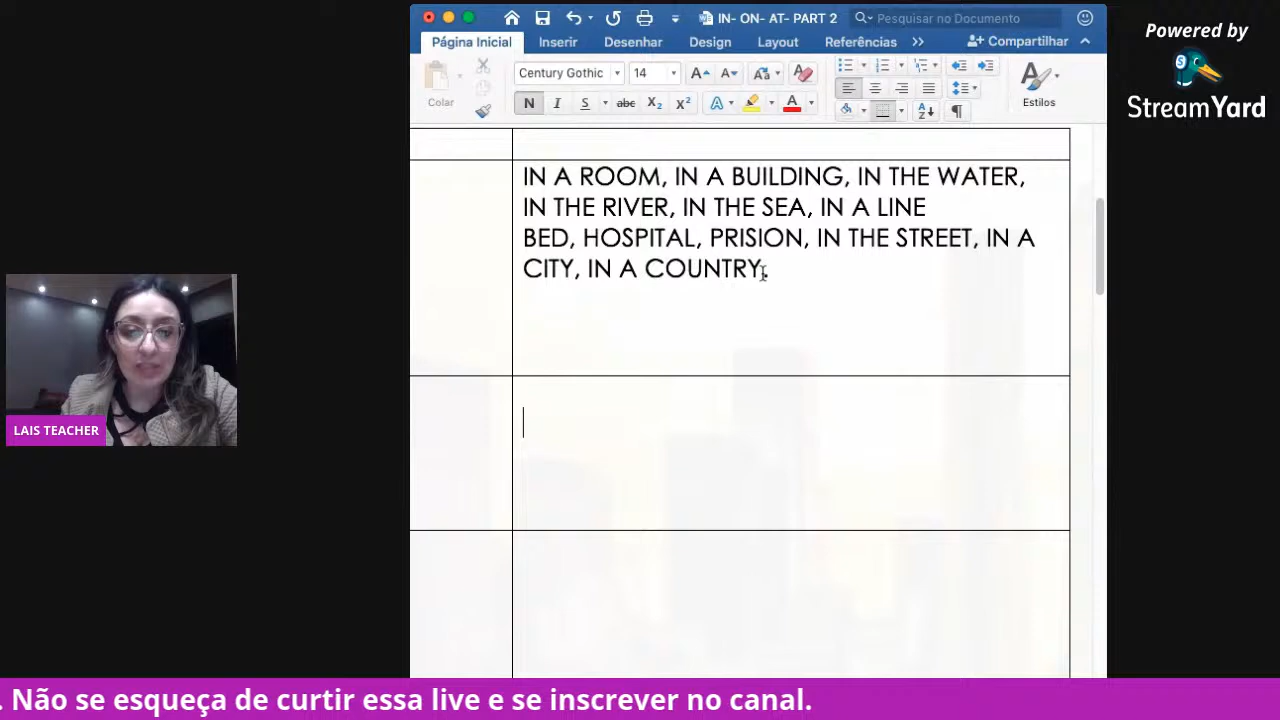 IN- ON- AT- PART 2
Pesquisar no Documento
Página Inicial
Inserir
Desenhar
Design
Layout
Referências
Compartilhar
Century Gothic
14
Colar
N
I
S
abc
X₂
X²
Estilos
IN A ROOM, IN A BUILDING, IN THE WATER,
IN THE RIVER, IN THE SEA, IN A LINE
BED, HOSPITAL, PRISION, IN THE STREET, IN A
CITY, IN A COUNTRY.
Powered by
StreamYard
LAIS TEACHER
. Não se esqueça de curtir essa live e se inscrever no canal.